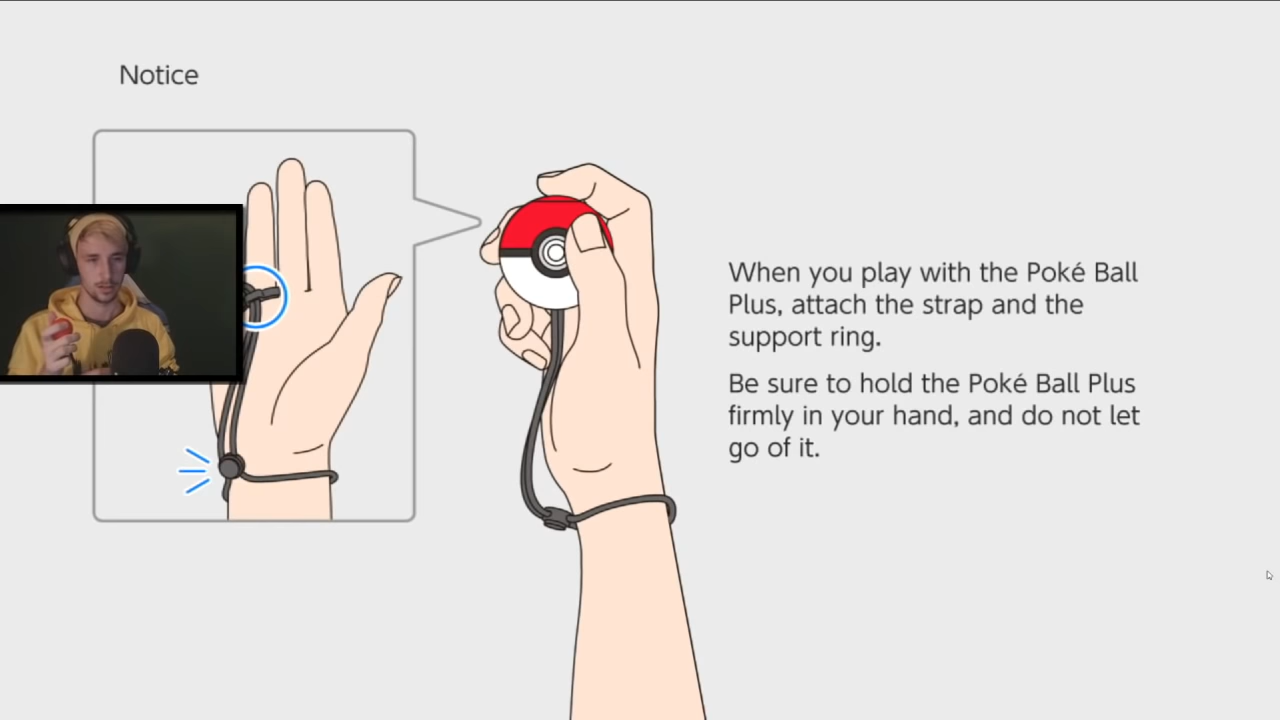 Notice
When you play with the Poké Ball
Plus, attach the strap and the
support ring.
Be sure to hold the Poké Ball Plus
firmly in your hand, and do not let
go of it.